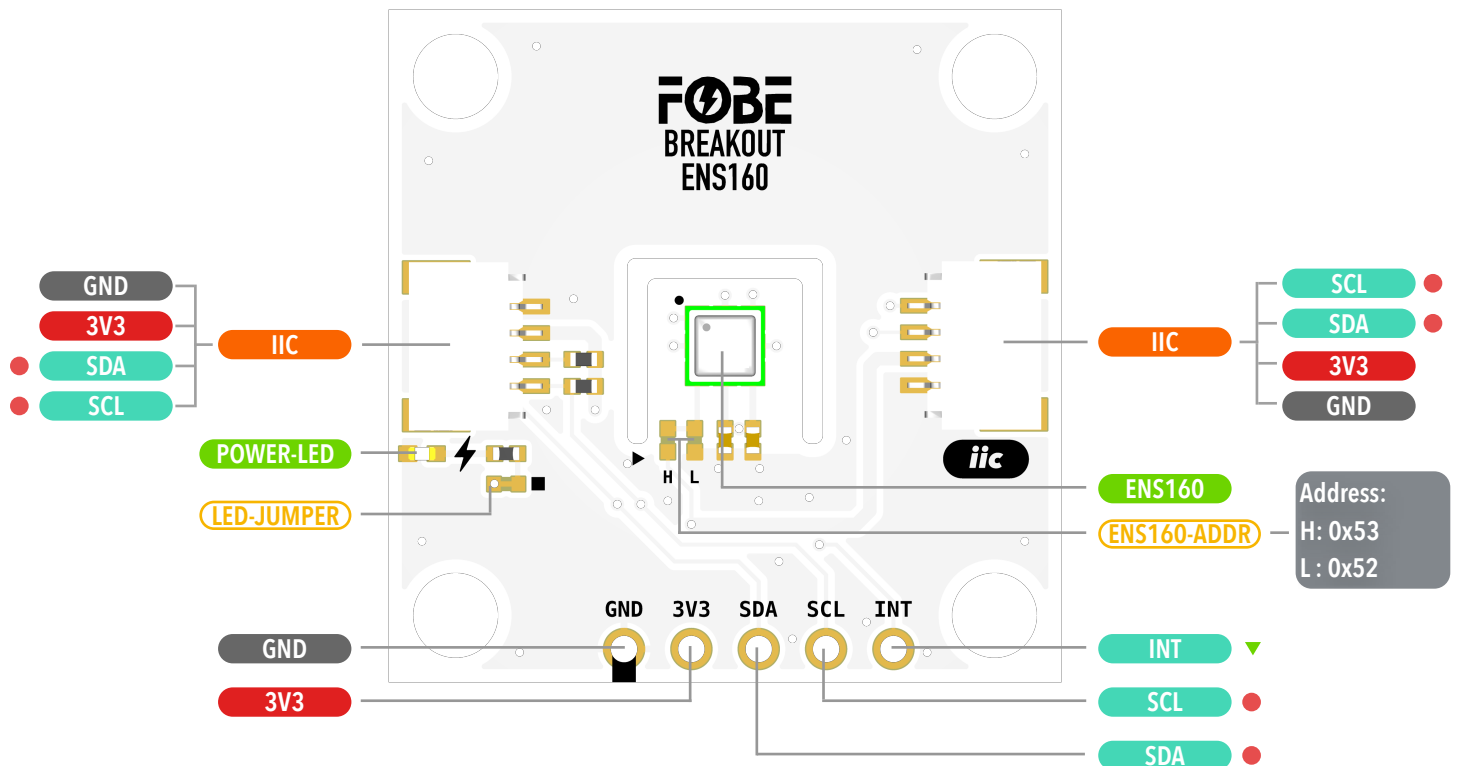 FOBE
BREAKOUT
ENS160
GND
3V3
SDA
SCL
IIC
POWER-LED
LED-JUMPER
SCL
SDA
3V3
GND
IIC
iic
H L
ENS160
ENS160-ADDR
Address:
H: 0x53
L : 0x52
GND 3V3 SDA SCL INT
GND
3V3
INT
SCL
SDA